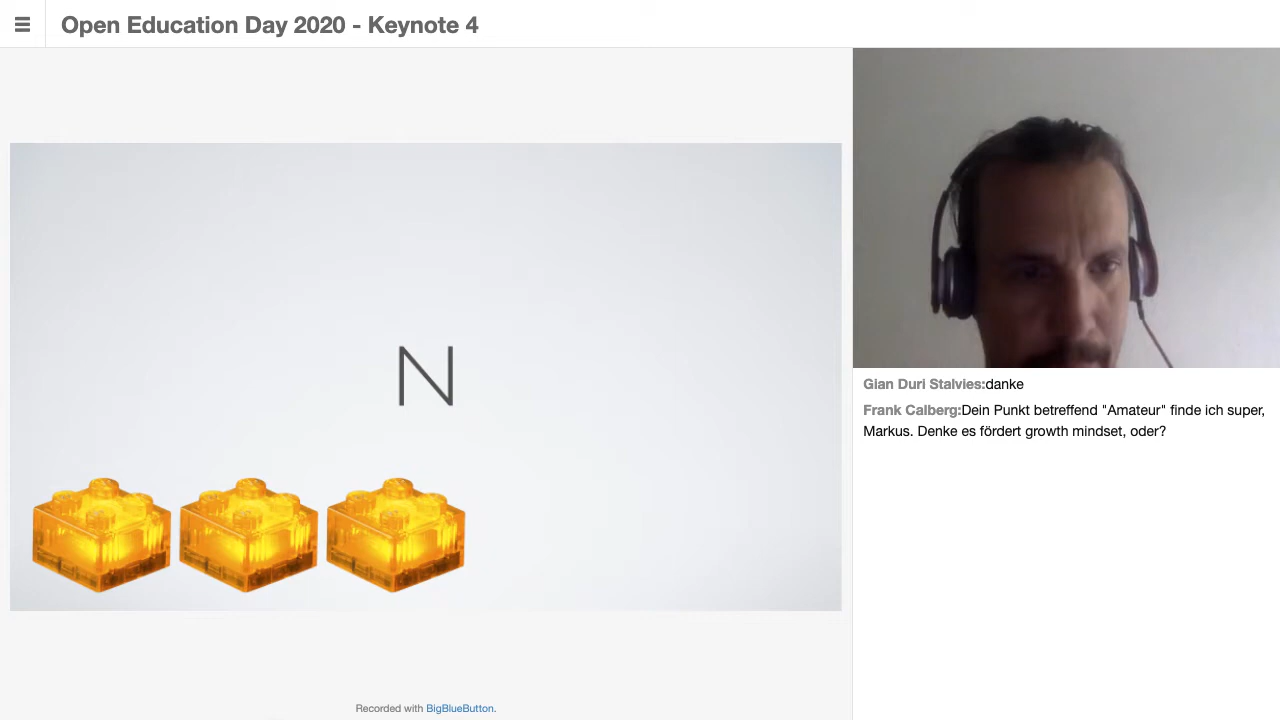 Open Education Day 2020 - Keynote 4
N
Gian Duri Stalvies:danke
Frank Calberg:Dein Punkt betreffend "Amateur" finde ich super,
Markus. Denke es fördert growth mindset, oder?
Recorded with BigBlueButton.